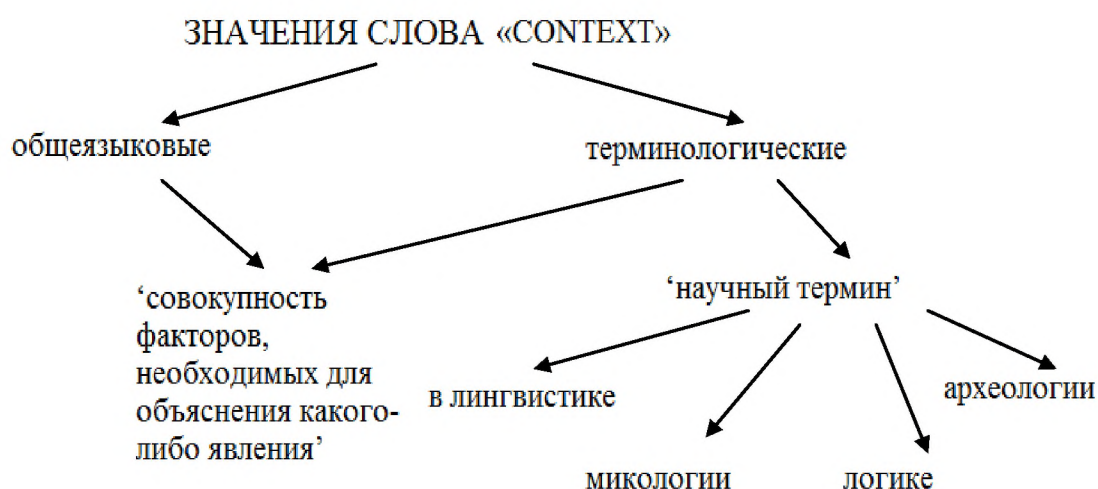 ЗНАЧЕНИЯ СЛОВА «CONTEXT»
общеязыковые
терминологические
‘совокупность
факторов,
необходимых для
объяснения какого-
либо явления’
‘научный термин’
в лингвистике
микологии
логике
археологии